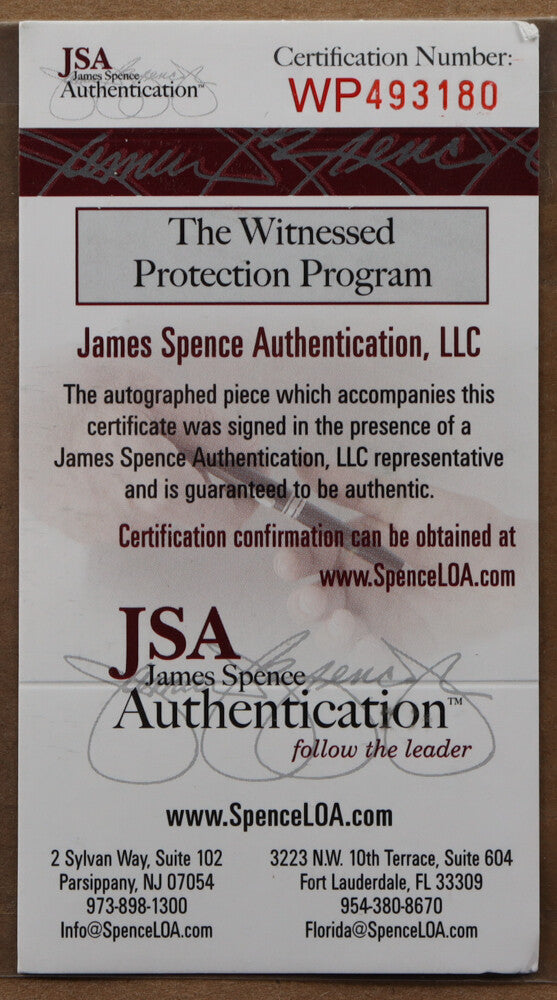 JSA
James Spence
Authentication™
Certification Number:
WP493180
James Spence
The Witnessed
Protection Program
James Spence Authentication, LLC
The autographed piece which accompanies this
certificate was signed in the presence of a
James Spence Authentication, LLC representative
and is guaranteed to be authentic.
Certification confirmation can be obtained at
www.SpenceLOA.com
JSA
James Spence
Authentication™
follow the leader
www.SpenceLOA.com
2 Sylvan Way, Suite 102
Parsippany, NJ 07054
973-898-1300
Info@SpenceLOA.com
3223 N.W. 10th Terrace, Suite 604
Fort Lauderdale, FL 33309
954-380-8670
Florida@SpenceLOA.com